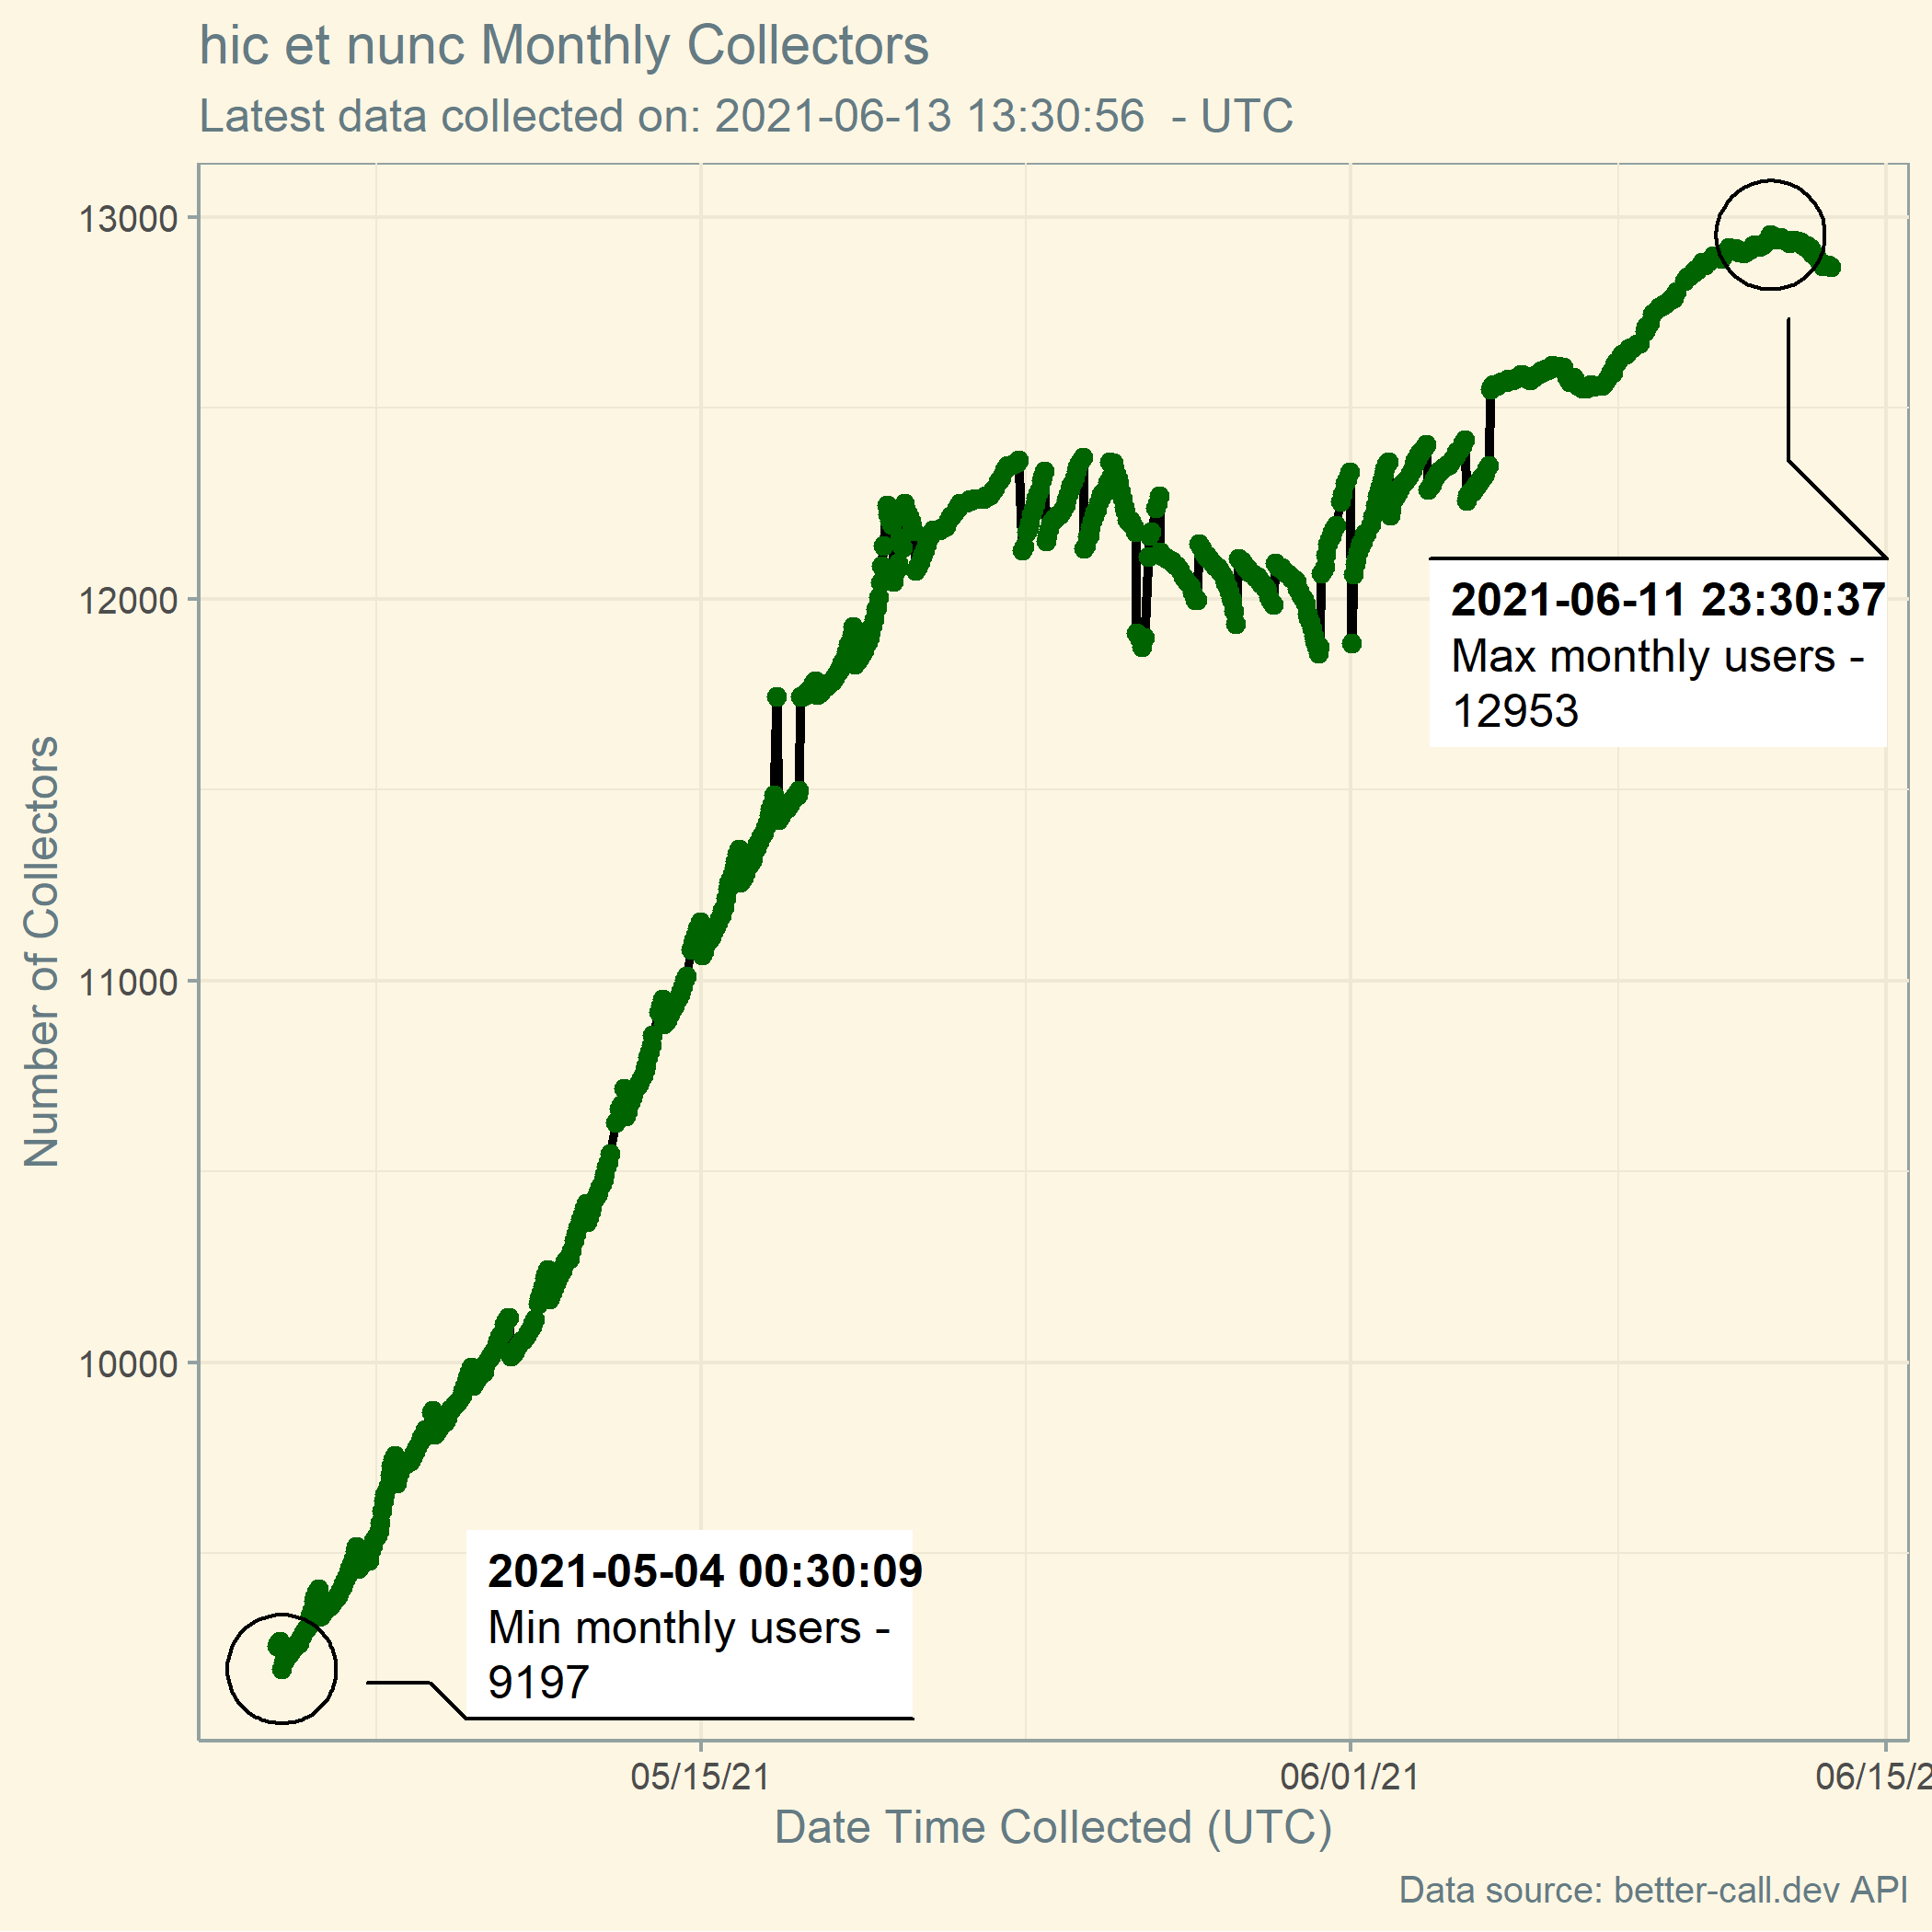 hic et nunc Monthly Collectors
Latest data collected on: 2021-06-13 13:30:56  - UTC
13000
12000
11000
10000
Number of Collectors
2021-06-11 23:30:37
Max monthly users -
12953
2021-05-04 00:30:09
Min monthly users -
9197
05/15/21
06/01/21
06/15/2
Date Time Collected (UTC)
Data source: better-call.dev API